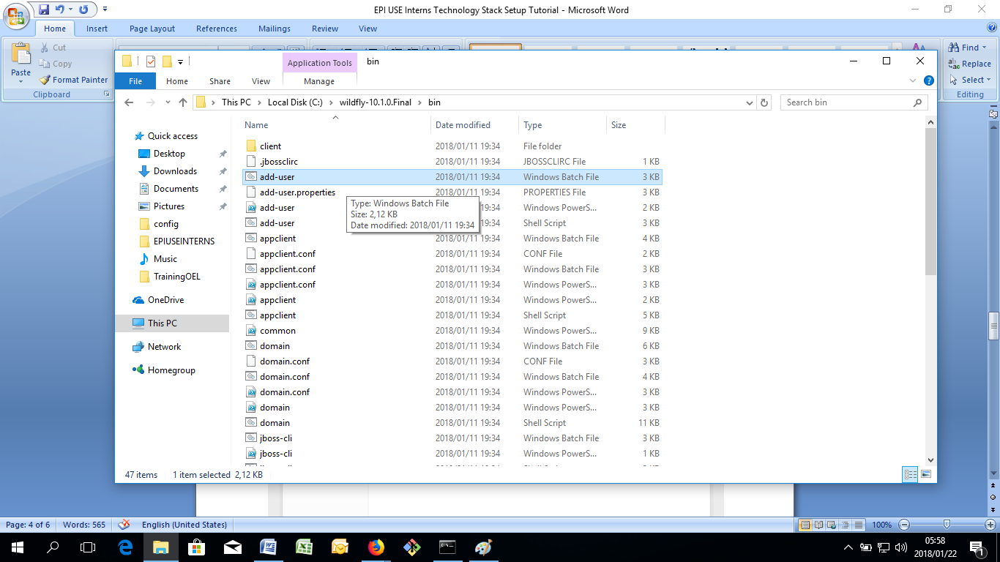 EPI USE Interns Technology Stack Setup Tutorial - Microsoft Word
Home Insert Page Layout References Mailings Review View
Paste
Cut
Copy
Format Painter
Clipboard
Find
Replace
Select
Editing
Application Tools bin
File Home Share View Manage
This PC Local Disk (C:) wildfly-10.1.0.Final bin
Search bin
Quick access
Desktop
Downloads
Documents
Pictures
config
EPIUSEINTERNS
Music
TrainingOEL
OneDrive
This PC
Network
Homegroup
Name Date modified Type Size
client 2018/01/11 19:34 File folder
.jbossclirc 2018/01/11 19:34 JBOSSCLIRC File 1 KB
add-user 2018/01/11 19:34 Windows Batch File 3 KB
add-user.properties 2018/01/11 19:34 PROPERTIES File 3 KB
add-user 2018/01/11 19:34 Windows PowerS... 2 KB
add-user 2018/01/11 19:34 Shell Script 3 KB
appclient 2018/01/11 19:34 Windows Batch File 4 KB
appclient.conf 2018/01/11 19:34 CONF File 2 KB
appclient.conf 2018/01/11 19:34 Windows Batch File 3 KB
appclient.conf 2018/01/11 19:34 Windows PowerS... 3 KB
appclient 2018/01/11 19:34 Windows PowerS... 2 KB
appclient 2018/01/11 19:34 Shell Script 5 KB
common 2018/01/11 19:34 Windows PowerS... 9 KB
domain 2018/01/11 19:34 Windows Batch File 6 KB
domain.conf 2018/01/11 19:34 CONF File 3 KB
domain.conf 2018/01/11 19:34 Windows Batch File 4 KB
domain.conf 2018/01/11 19:34 Windows PowerS... 3 KB
domain 2018/01/11 19:34 Windows PowerS... 3 KB
domain 2018/01/11 19:34 Shell Script 11 KB
jboss-cli 2018/01/11 19:34 Windows Batch File 3 KB
jboss-cli 2018/01/11 19:34 Windows PowerS... 1 KB
Type: Windows Batch File
Size: 2,12 KB
Date modified: 2018/01/11 19:34
47 items 1 item selected 2,12 KB
Page: 4 of 6 Words: 565 English (United States) 100%
05:58
2018/01/22
1